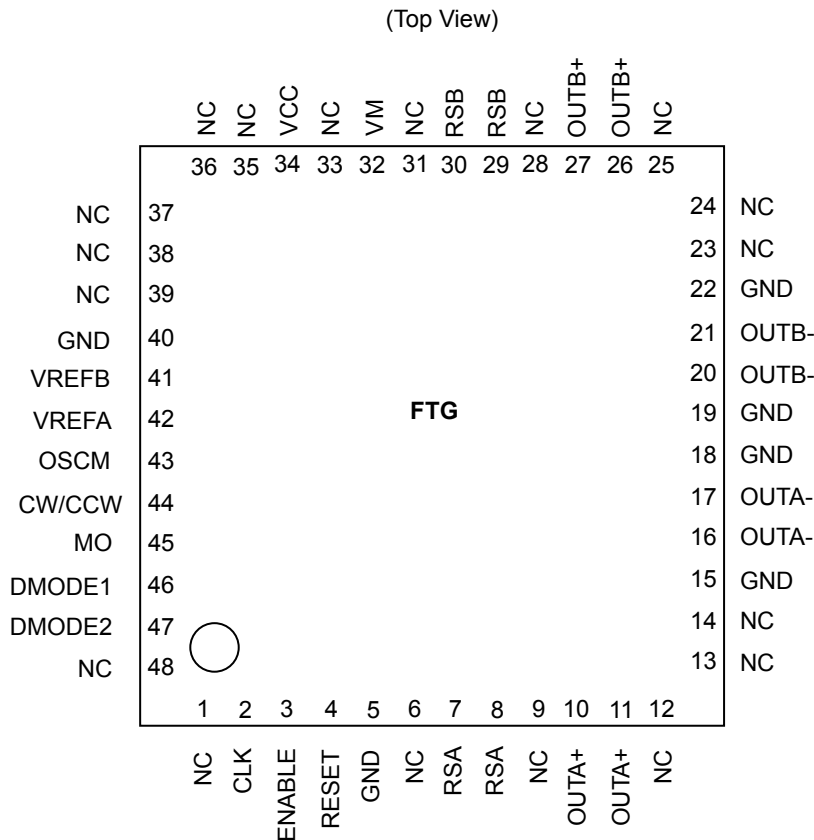 (Top View)
NC NC VCC NC VM NC RSB RSB NC OUTB+ OUTB+ NC
36 35 34 33 32 31 30 29 28 27 26 25
NC 37
NC 38
NC 39
GND 40
VREFB 41
VREFA 42
OSCM 43
CW/CCW 44
MO 45
DMODE1 46
DMODE2 47
NC 48
FTG
24 NC
23 NC
22 GND
21 OUTB-
20 OUTB-
19 GND
18 GND
17 OUTA-
16 OUTA-
15 GND
14 NC
13 NC
1 2 3 4 5 6 7 8 9 10 11 12
NC CLK ENABLE RESET GND NC RSA RSA NC OUTA+ OUTA+ NC